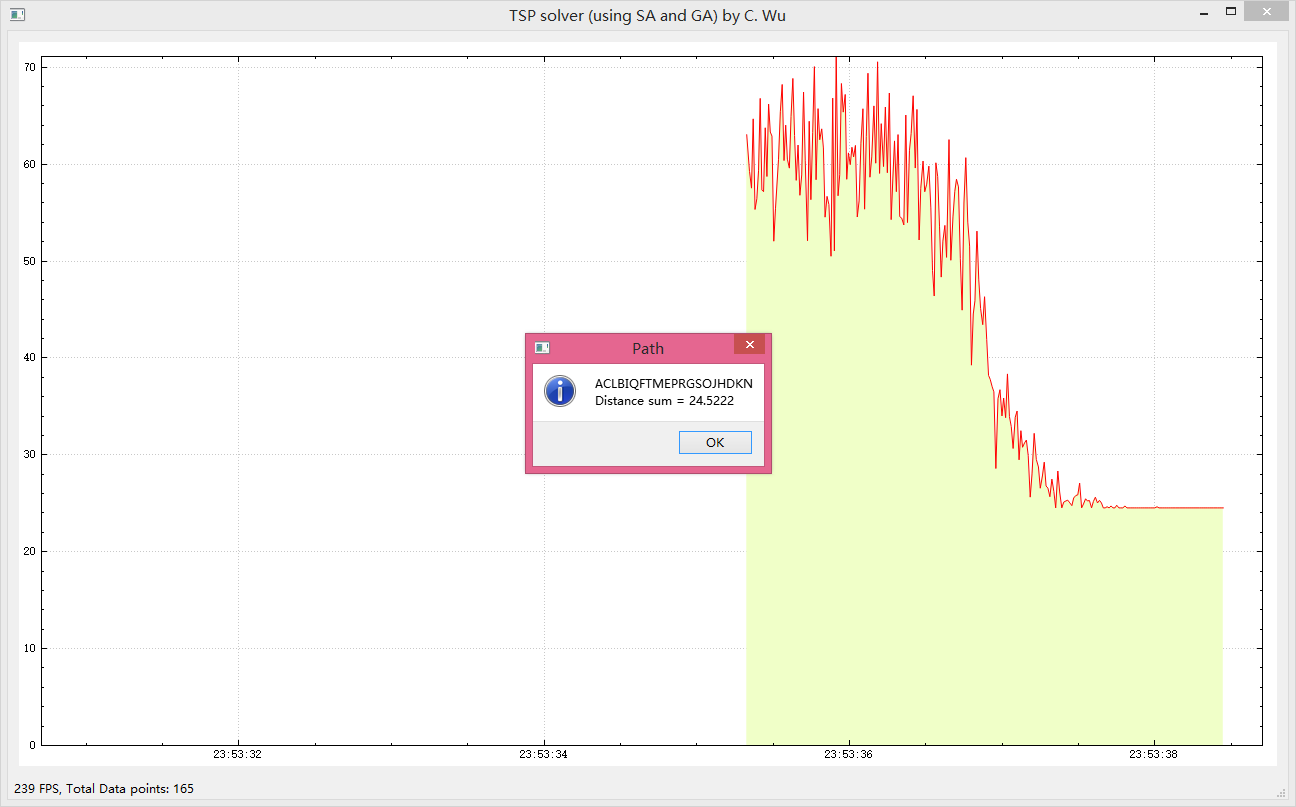 TSP solver (using SA and GA) by C. Wu
70
60
50
40
30
20
10
0
Path
ACLBIQFTMEPRGSOJHDKN
Distance sum = 24.5222
OK
23:53:32
23:53:34
23:53:36
23:53:38
239 FPS, Total Data points: 165